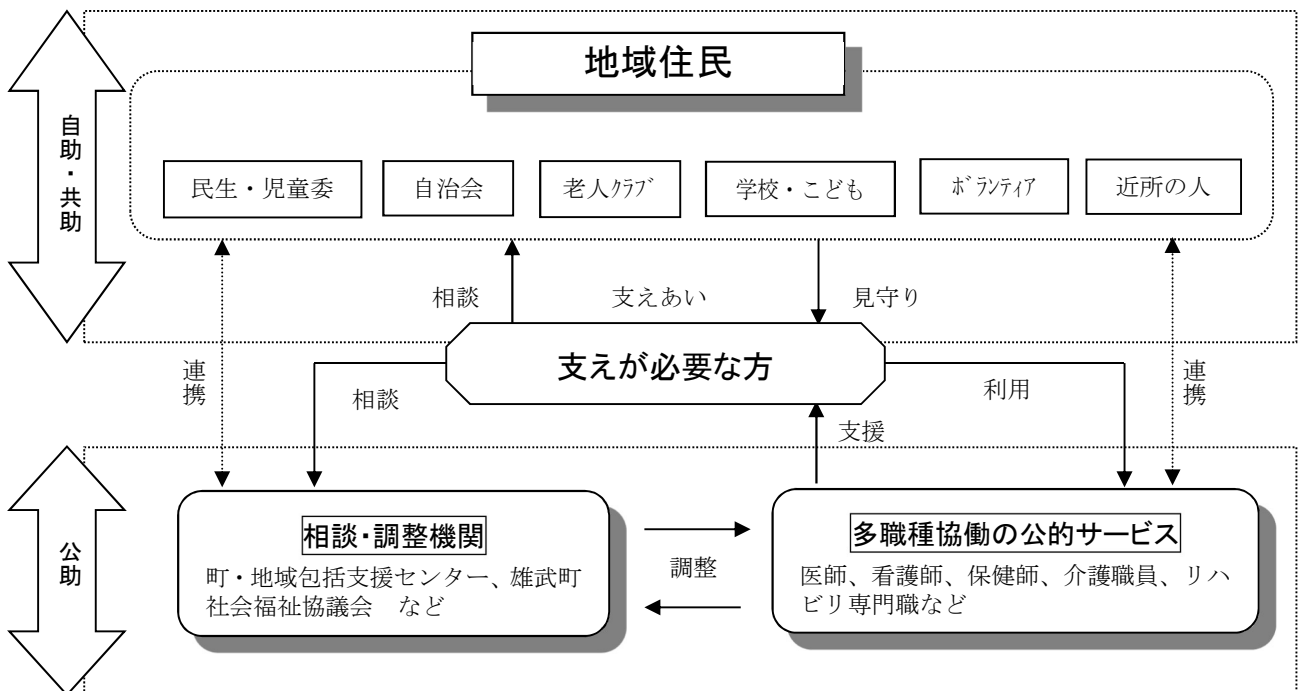 地域住民
自助・共助
民生・児童委
自治会
老人ｸﾗﾌﾞ
学校・こども
ﾎﾞﾗﾝﾃｨｱ
近所の人
相談
支えあい
見守り
支えが必要な方
連携
相談
利用
連携
支援
公助
相談・調整機関
町・地域包括支援センター、雄武町
社会福祉協議会　など
調整
多職種協働の公的サービス
医師、看護師、保健師、介護職員、リハ
ビリ専門職など